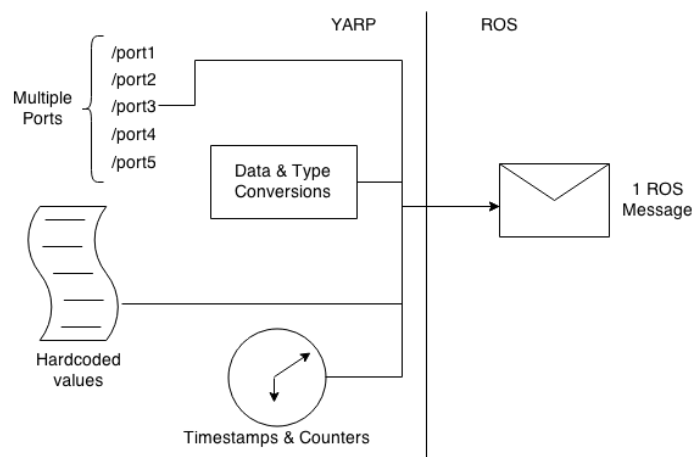 YARP
ROS
/port1
/port2
Multiple
Ports
/port3
/port4
/port5
Data & Type
Conversions
1 ROS
Message
Hardcoded
values
Timestamps & Counters